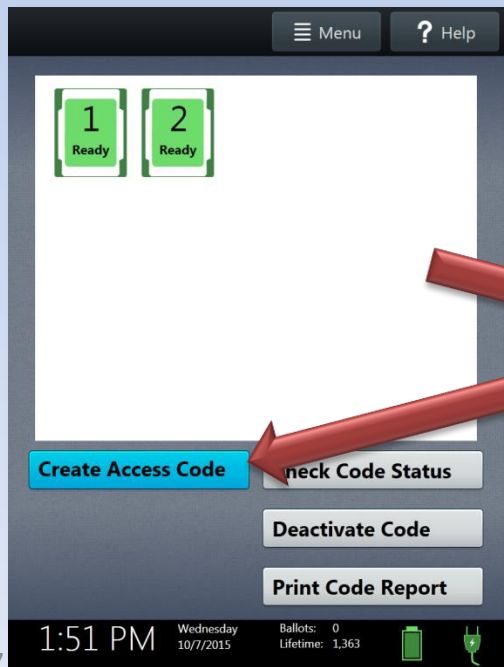 Menu
? Help
1
Ready
2
Ready
Create Access Code
heck Code Status
Deactivate Code
Print Code Report
1:51 PM
Wednesday
10/7/2015
Ballots: 0
Lifetime: 1,363